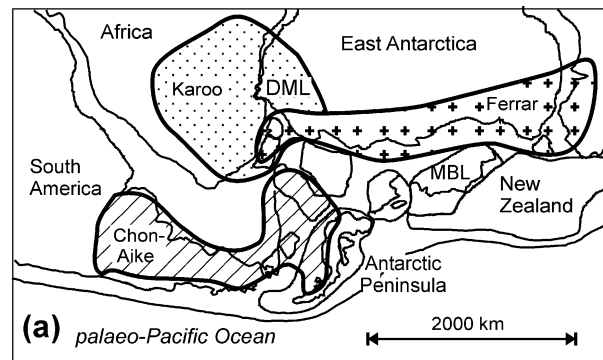 Africa
East Antarctica
Karoo
DML
Ferrar
South
America
MBL
New
Zealand
Chon-
Aike
Antarctic
Peninsula
(a) palaeo-Pacific Ocean
2000 km